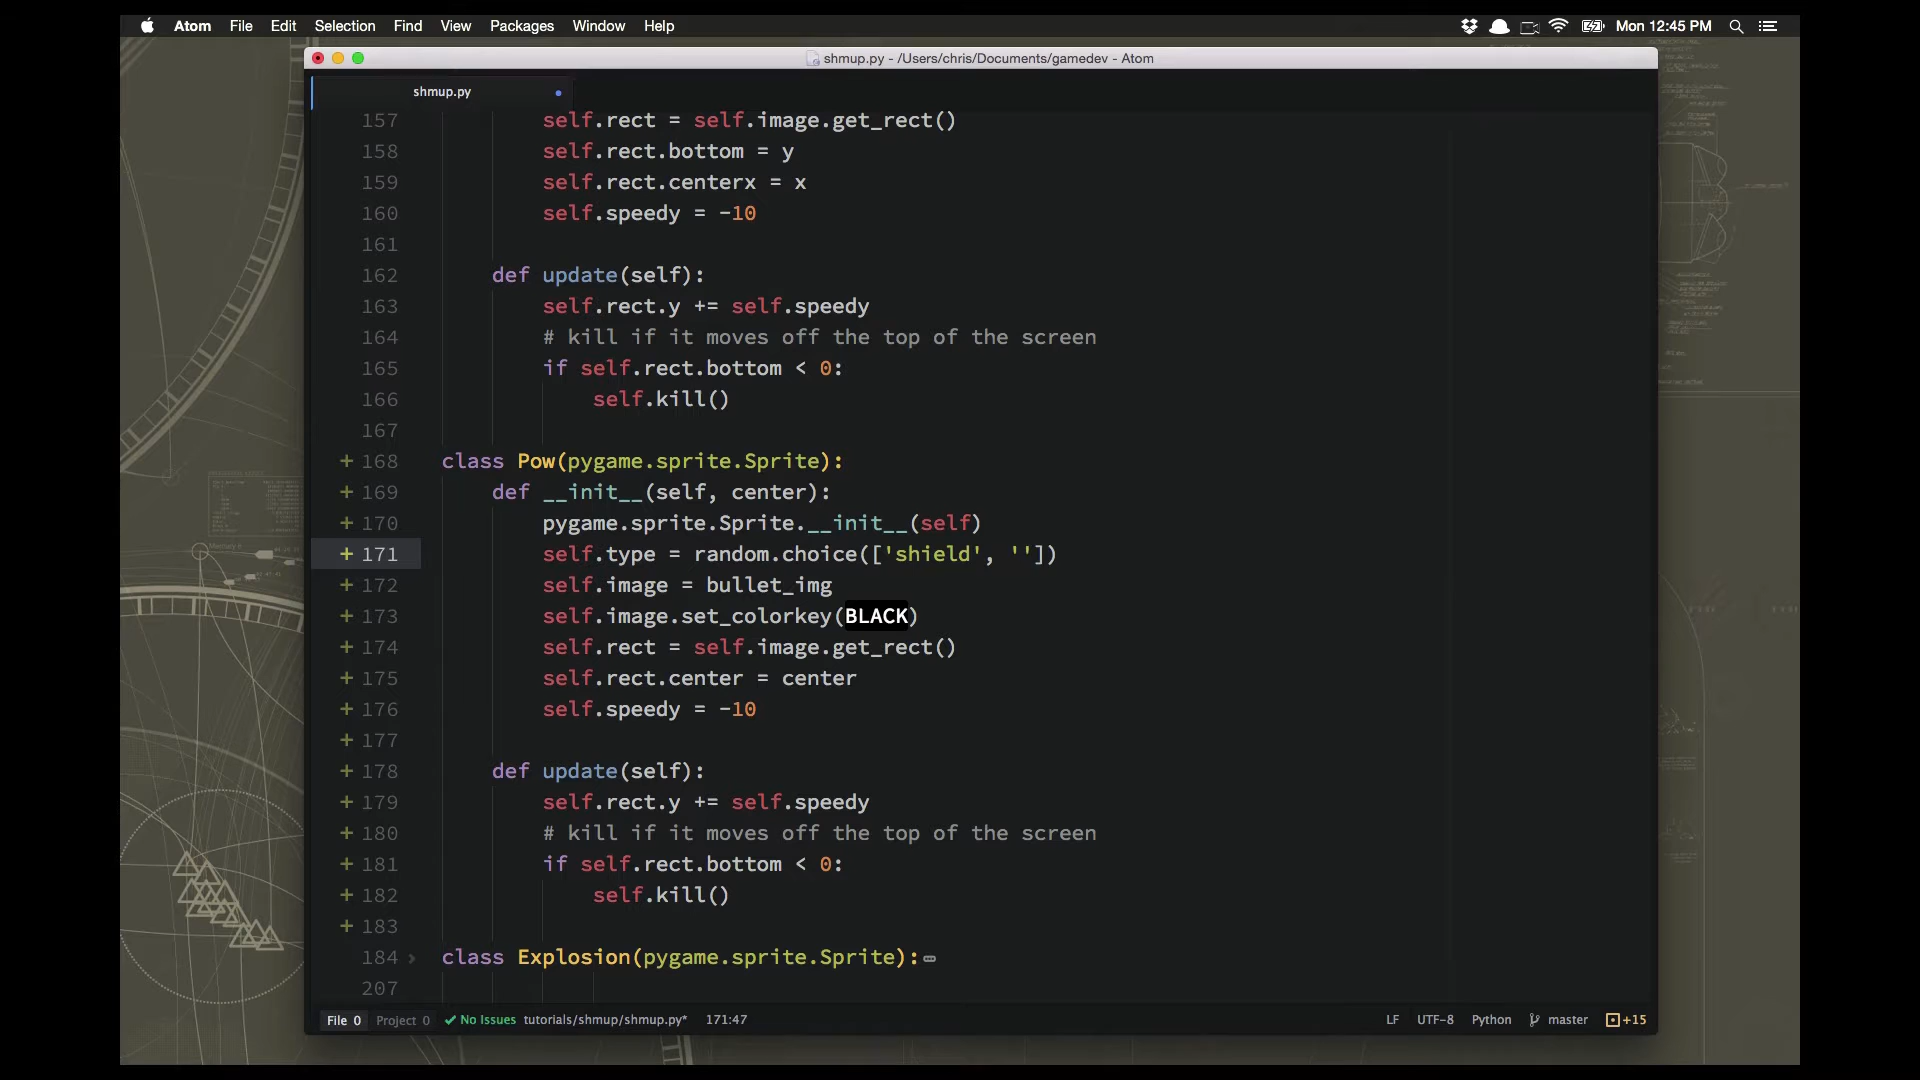 Atom File Edit Selection Find View Packages Window Help Mon 12:45 PM
shmup.py - /Users/chris/Documents/gamedev - Atom
shmup.py
157 self.rect = self.image.get_rect()
158 self.rect.bottom = y
159 self.rect.centerx = x
160 self.speedy = -10
161
162 def update(self):
163 self.rect.y += self.speedy
164 # kill if it moves off the top of the screen
165 if self.rect.bottom < 0:
166 self.kill()
167
+ 168 class Pow(pygame.sprite.Sprite):
+ 169 def __init__(self, center):
+ 170 pygame.sprite.Sprite.__init__(self)
+ 171 self.type = random.choice(['shield', ''])
+ 172 self.image = bullet_img
+ 173 self.image.set_colorkey(BLACK)
+ 174 self.rect = self.image.get_rect()
+ 175 self.rect.center = center
+ 176 self.speedy = -10
+ 177
+ 178 def update(self):
+ 179 self.rect.y += self.speedy
+ 180 # kill if it moves off the top of the screen
+ 181 if self.rect.bottom < 0:
+ 182 self.kill()
+ 183
184 class Explosion(pygame.sprite.Sprite):
207
File 0 Project 0 No Issues tutorials/shmup/shmup.py* 171:47 LF UTF-8 Python master +15